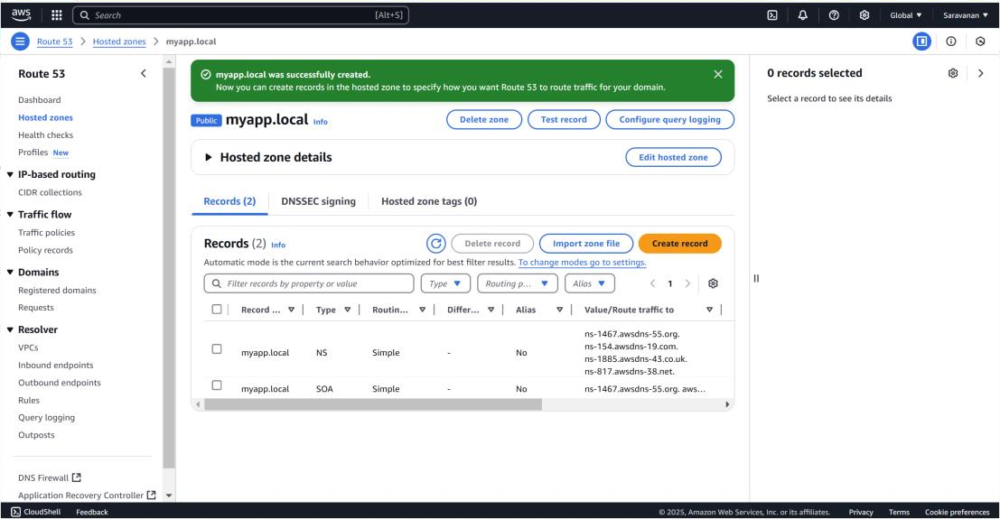 aws
Search
[Alt+S]
Global ▼
Saravanan ▼
Route 53 > Hosted zones > myapp.local
Route 53
Dashboard
Hosted zones
Health checks
Profiles New
IP-based routing
CIDR collections
Traffic flow
Traffic policies
Policy records
Domains
Registered domains
Requests
Resolver
VPCs
Inbound endpoints
Outbound endpoints
Rules
Query logging
Outposts
DNS Firewall
Application Recovery Controller
myapp.local was successfully created.
Now you can create records in the hosted zone to specify how you want Route 53 to route traffic for your domain.
Public myapp.local Info
Delete zone
Test record
Configure query logging
Hosted zone details
Edit hosted zone
Records (2)
DNSSEC signing
Hosted zone tags (0)
Records (2) Info
Delete record
Import zone file
Create record
Automatic mode is the current search behavior optimized for best filter results. To change modes go to settings.
Filter records by property or value
Type
Routing p...
Alias
1
Record ... Type Routin... Differ... Alias Value/Route traffic to
myapp.local NS Simple - No
ns-1467.awsdns-55.org.
ns-154.awsdns-19.com.
ns-1885.awsdns-43.co.uk.
ns-817.awsdns-38.net.
myapp.local SOA Simple - No ns-1467.awsdns-55.org. aws...
0 records selected
Select a record to see its details
CloudShell
Feedback
© 2025, Amazon Web Services, Inc. or its affiliates.
Privacy
Terms
Cookie preferences